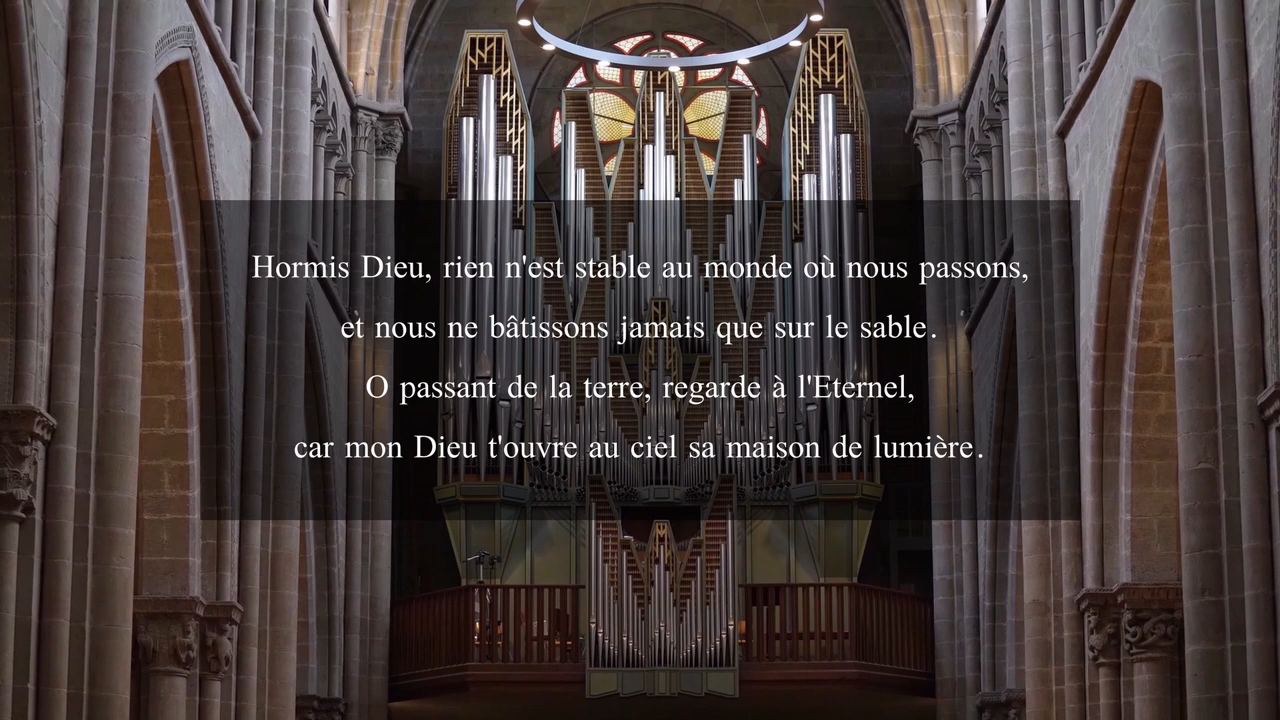 Hormis Dieu, rien n'est stable au monde où nous passons,
et nous ne bâtissons jamais que sur le sable.
O passant de la terre, regarde à l'Eternel,
car mon Dieu t'ouvre au ciel sa maison de lumière.